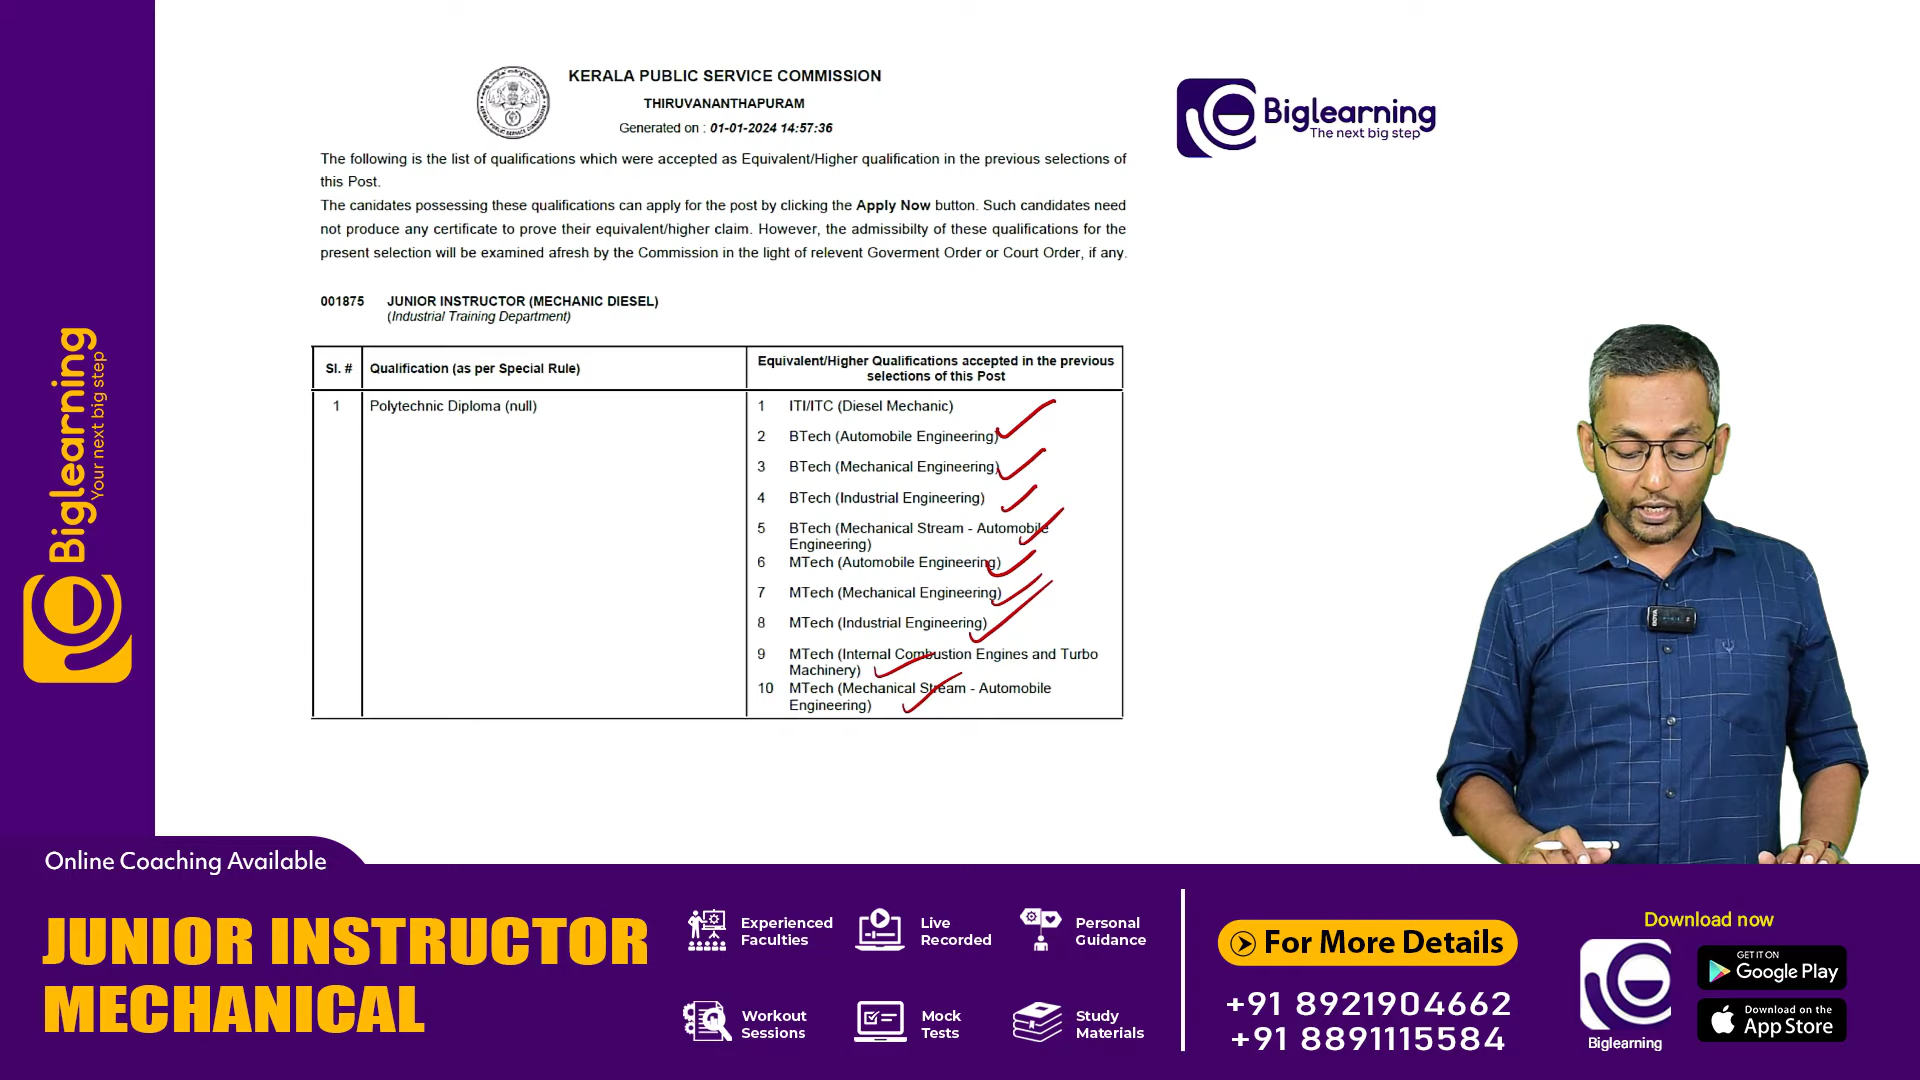 KERALA PUBLIC SERVICE COMMISSION
THIRUVANANTHAPURAM
Generated on : 01-01-2024 14:57:36
The following is the list of qualifications which were accepted as Equivalent/Higher qualification in the previous selections of
this Post.
The canidates possessing these qualifications can apply for the post by clicking the Apply Now button. Such candidates need
not produce any certificate to prove their equivalent/higher claim. However, the admissibilty of these qualifications for the
present selection will be examined afresh by the Commission in the light of relevent Goverment Order or Court Order, if any.
001875 JUNIOR INSTRUCTOR (MECHANIC DIESEL)
(Industrial Training Department)
Sl. # Qualification (as per Special Rule) Equivalent/Higher Qualifications accepted in the previous
selections of this Post
1 Polytechnic Diploma (null) 1 ITI/ITC (Diesel Mechanic)
2 BTech (Automobile Engineering)
3 BTech (Mechanical Engineering)
4 BTech (Industrial Engineering)
5 BTech (Mechanical Stream - Automobile
Engineering)
6 MTech (Automobile Engineering)
7 MTech (Mechanical Engineering)
8 MTech (Industrial Engineering)
9 MTech (Internal Combustion Engines and Turbo
Machinery)
10 MTech (Mechanical Stream - Automobile
Engineering)
Biglearning
The next big step
Biglearning
Your next big step
BOYA
Online Coaching Available
JUNIOR INSTRUCTOR
MECHANICAL
Experienced
Faculties
Live
Recorded
Personal
Guidance
Workout
Sessions
Mock
Tests
Study
Materials
For More Details
+91 8921904662
+91 8891115584
Download now
Biglearning
GET IT ON
Google Play
Download on the
App Store